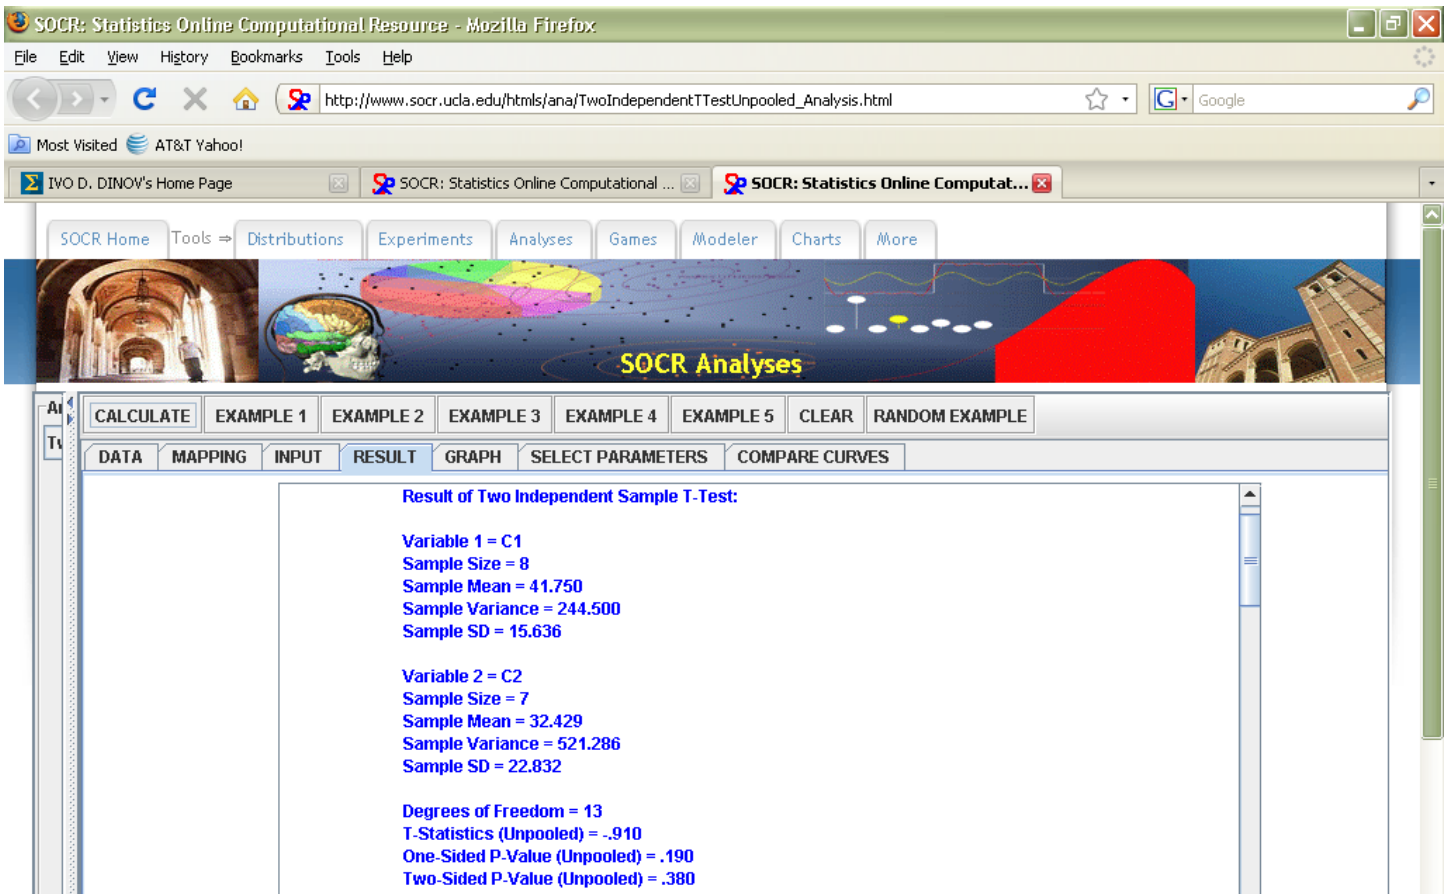 SOCR: Statistics Online Computational Resource - Mozilla Firefox
File Edit View History Bookmarks Tools Help
http://www.socr.ucla.edu/htmls/ana/TwoIndependentTTestUnpooled_Analysis.html
G Google
Most Visited AT&T Yahoo!
IVO D. DINOV's Home Page SOCR: Statistics Online Computational ... SOCR: Statistics Online Computat...
SOCR Home Tools ⇒ Distributions Experiments Analyses Games Modeler Charts More
SOCR Analyses
CALCULATE EXAMPLE 1 EXAMPLE 2 EXAMPLE 3 EXAMPLE 4 EXAMPLE 5 CLEAR RANDOM EXAMPLE
DATA MAPPING INPUT RESULT GRAPH SELECT PARAMETERS COMPARE CURVES
Result of Two Independent Sample T-Test:
Variable 1 = C1
Sample Size = 8
Sample Mean = 41.750
Sample Variance = 244.500
Sample SD = 15.636
Variable 2 = C2
Sample Size = 7
Sample Mean = 32.429
Sample Variance = 521.286
Sample SD = 22.832
Degrees of Freedom = 13
T-Statistics (Unpooled) = -.910
One-Sided P-Value (Unpooled) = .190
Two-Sided P-Value (Unpooled) = .380